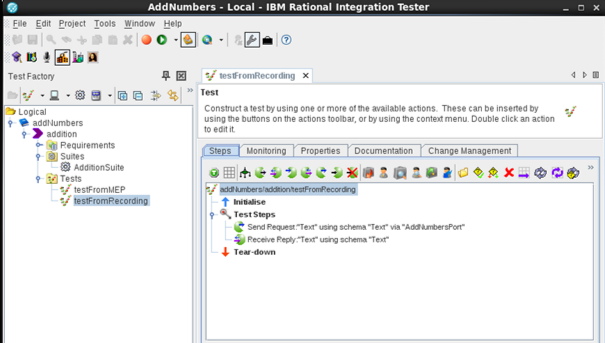 AddNumbers - Local - IBM Rational Integration Tester
File Edit Project Tools Window Help
Test Factory
testFromRecording
Test
Construct a test by using one or more of the available actions. These can be inserted by
using the buttons on the actions toolbar, or by using the context menu. Double click an action
to edit it.
Logical
addNumbers
addition
Requirements
Suites
AdditionSuite
Tests
testFromMEP
testFromRecording
Steps Monitoring Properties Documentation Change Management
addNumbers/addition/testFromRecording
Initialise
Test Steps
Send Request:"Text" using schema "Text" via "AddNumbersPort"
Receive Reply:"Text" using schema "Text"
Tear-down